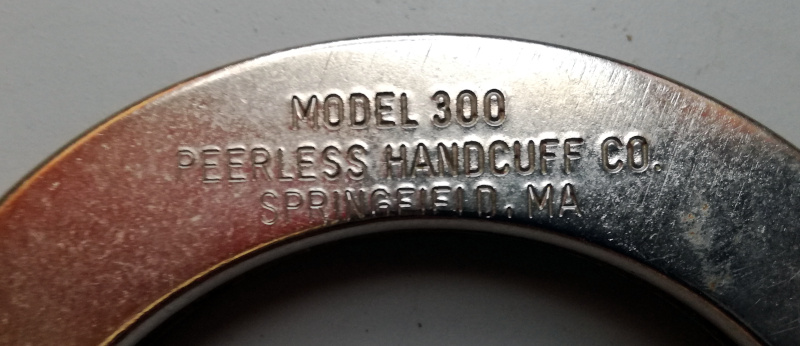 MODEL 300
PEERLESS HANDCUFF CO.
SPRINGFIELD, MA